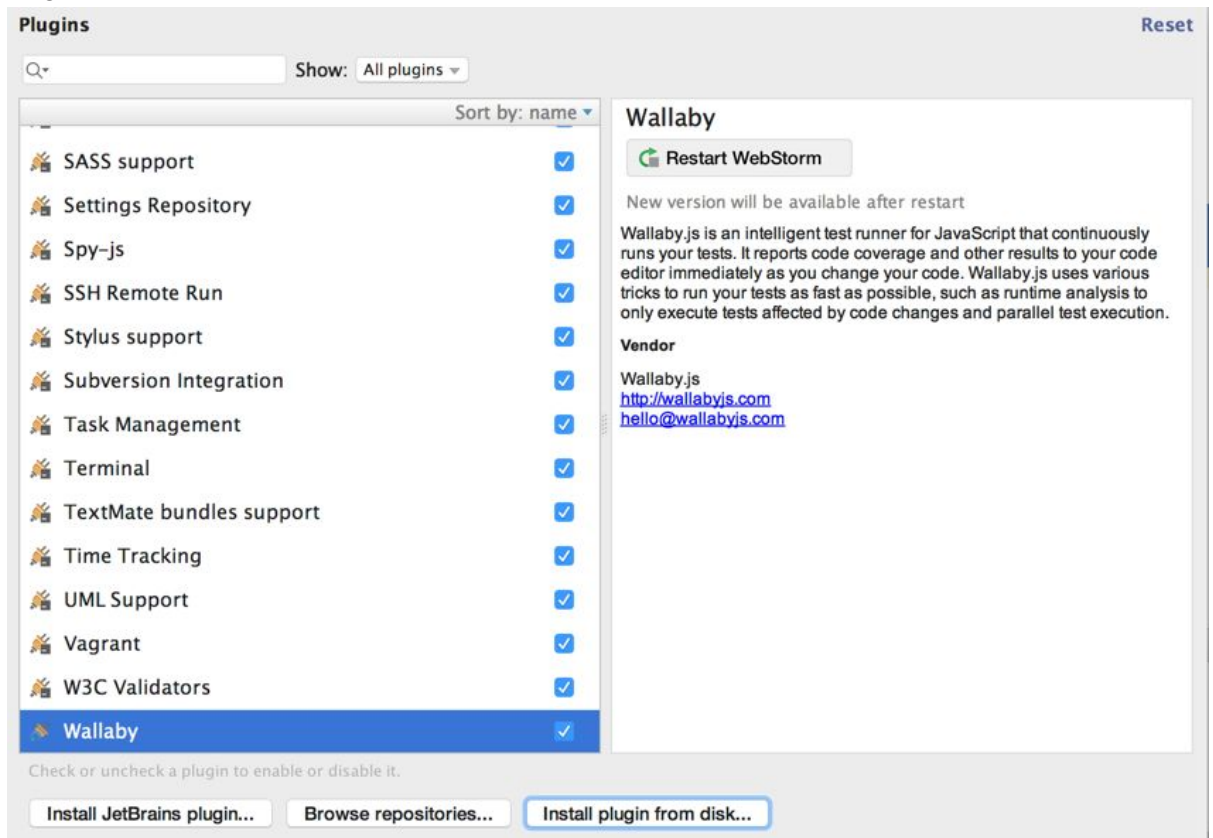 Plugins
Reset
Show: All plugins
Sort by: name
SASS support
Settings Repository
Spy-js
SSH Remote Run
Stylus support
Subversion Integration
Task Management
Terminal
TextMate bundles support
Time Tracking
UML Support
Vagrant
W3C Validators
Wallaby
Check or uncheck a plugin to enable or disable it.
Install JetBrains plugin... Browse repositories... Install plugin from disk...
Wallaby
Restart WebStorm
New version will be available after restart
Wallaby.js is an intelligent test runner for JavaScript that continuously
runs your tests. It reports code coverage and other results to your code
editor immediately as you change your code. Wallaby.js uses various
tricks to run your tests as fast as possible, such as runtime analysis to
only execute tests affected by code changes and parallel test execution.
Vendor
Wallaby.js
http://wallabyjs.com
hello@wallabyjs.com